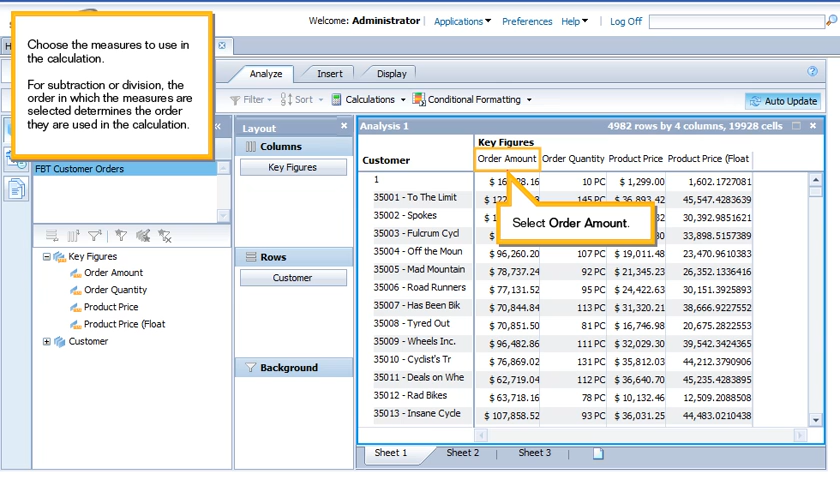 Welcome: Administrator | Applications | Preferences Help | Log Off
Choose the measures to use in
the calculation.
For subtraction or division, the
order in which the measures are
selected determines the order
they are used in the calculation.
Analyze Insert Display
Filter Sort Calculations Conditional Formatting Auto Update
FBT Customer Orders
Key Figures
Order Amount
Order Quantity
Product Price
Product Price (Float
Customer
Layout
Columns
Key Figures
Rows
Customer
Background
Analysis 1 4982 rows by 4 columns, 19928 cells
Key Figures
Customer Order Amount Order Quantity Product Price Product Price (Float
1 10 PC $ 1,299.00 1,602.1727081
35001 - To The Limit 145 PC $ 36,893.42 45,547.4283639
35002 - Spokes 30,392.9851621
35003 - Fulcrum Cycl 33,898.5157389
35004 - Off the Moun $ 96,260.20 107 PC $ 19,011.48 23,470.9610383
35005 - Mad Mountain $ 78,737.24 92 PC $ 21,345.23 26,352.1336416
35006 - Road Runners $ 77,131.52 95 PC $ 24,422.63 30,151.3925893
35007 - Has Been Bik $ 70,844.84 113 PC $ 31,320.21 38,666.9227552
35008 - Tyred Out $ 70,851.50 81 PC $ 16,746.98 20,675.2822553
35009 - Wheels Inc. $ 96,482.86 111 PC $ 32,029.30 39,542.3424365
35010 - Cyclist's Tr $ 76,869.02 131 PC $ 35,812.03 44,212.3790906
35011 - Deals on Whe $ 62,719.04 112 PC $ 36,640.70 45,235.4283895
35012 - Rad Bikes $ 63,718.16 78 PC $ 10,132.46 12,509.2088508
35013 - Insane Cycle $ 107,858.52 93 PC $ 36,031.25 44,483.0210438
Select Order Amount.
Sheet 1 Sheet 2 | Sheet 3 |